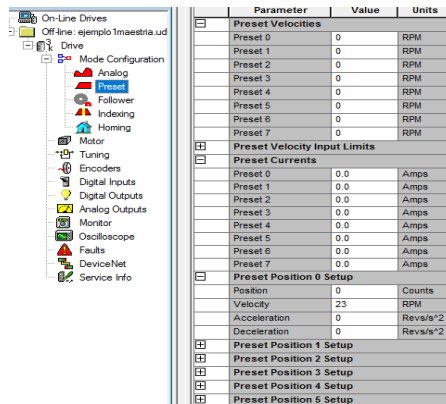 On-Line Drives
Off-line: ejemplo1maestria.ud
Drive
Mode Configuration
Analog
Preset
Follower
Indexing
Homing
Motor
Tuning
Encoders
Digital Inputs
Digital Outputs
Analog Outputs
Monitor
Oscilloscope
Faults
DeviceNet
Service Info
Parameter Value Units
Preset Velocities
Preset 0 0 RPM
Preset 1 0 RPM
Preset 2 0 RPM
Preset 3 0 RPM
Preset 4 0 RPM
Preset 5 0 RPM
Preset 6 0 RPM
Preset 7 0 RPM
Preset Velocity Input Limits
Preset Currents
Preset 0 0.0 Amps
Preset 1 0.0 Amps
Preset 2 0.0 Amps
Preset 3 0.0 Amps
Preset 4 0.0 Amps
Preset 5 0.0 Amps
Preset 6 0.0 Amps
Preset 7 0.0 Amps
Preset Position 0 Setup
Position 0 Counts
Velocity 23 RPM
Acceleration 0 Revs/s^2
Deceleration 0 Revs/s^2
Preset Position 1 Setup
Preset Position 2 Setup
Preset Position 3 Setup
Preset Position 4 Setup
Preset Position 5 Setup